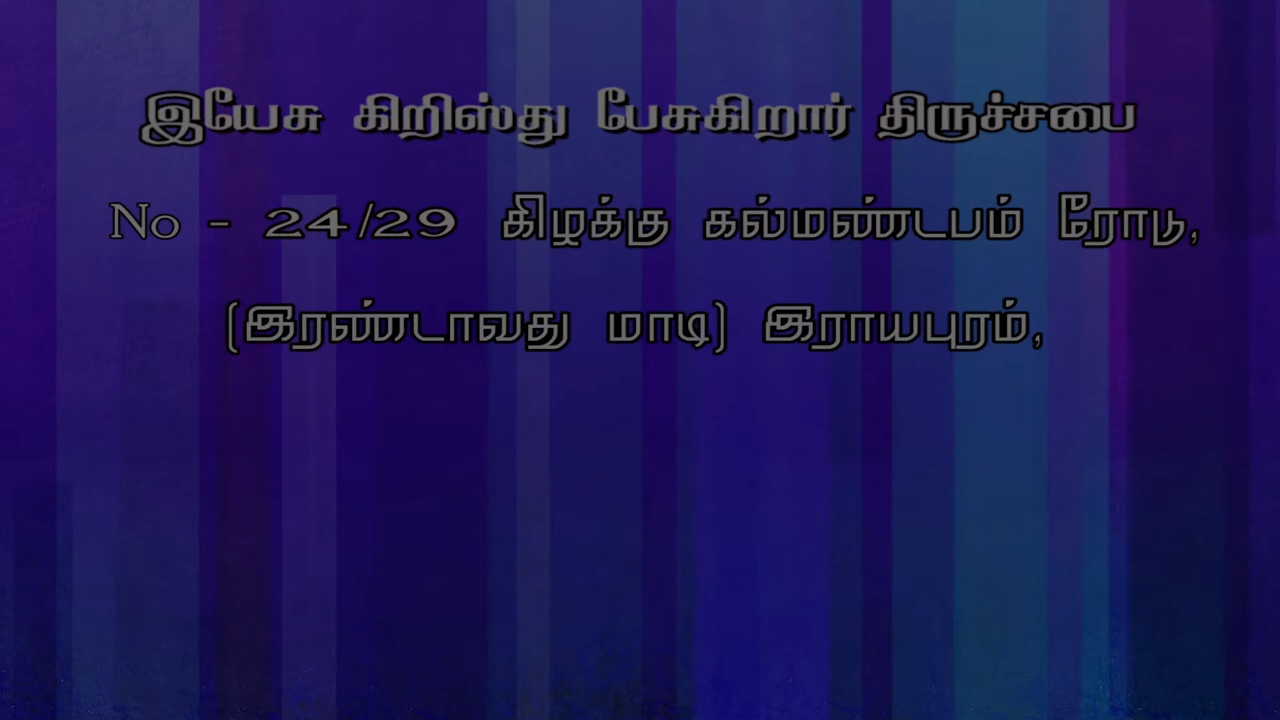 இயேசு கிறிஸ்து பேசுகிறார் திருச்சபை
No - 24/29 கிழக்கு கல்மண்டபம் ரோடு,
(இரண்டாவது மாடி) இராயபுரம்,